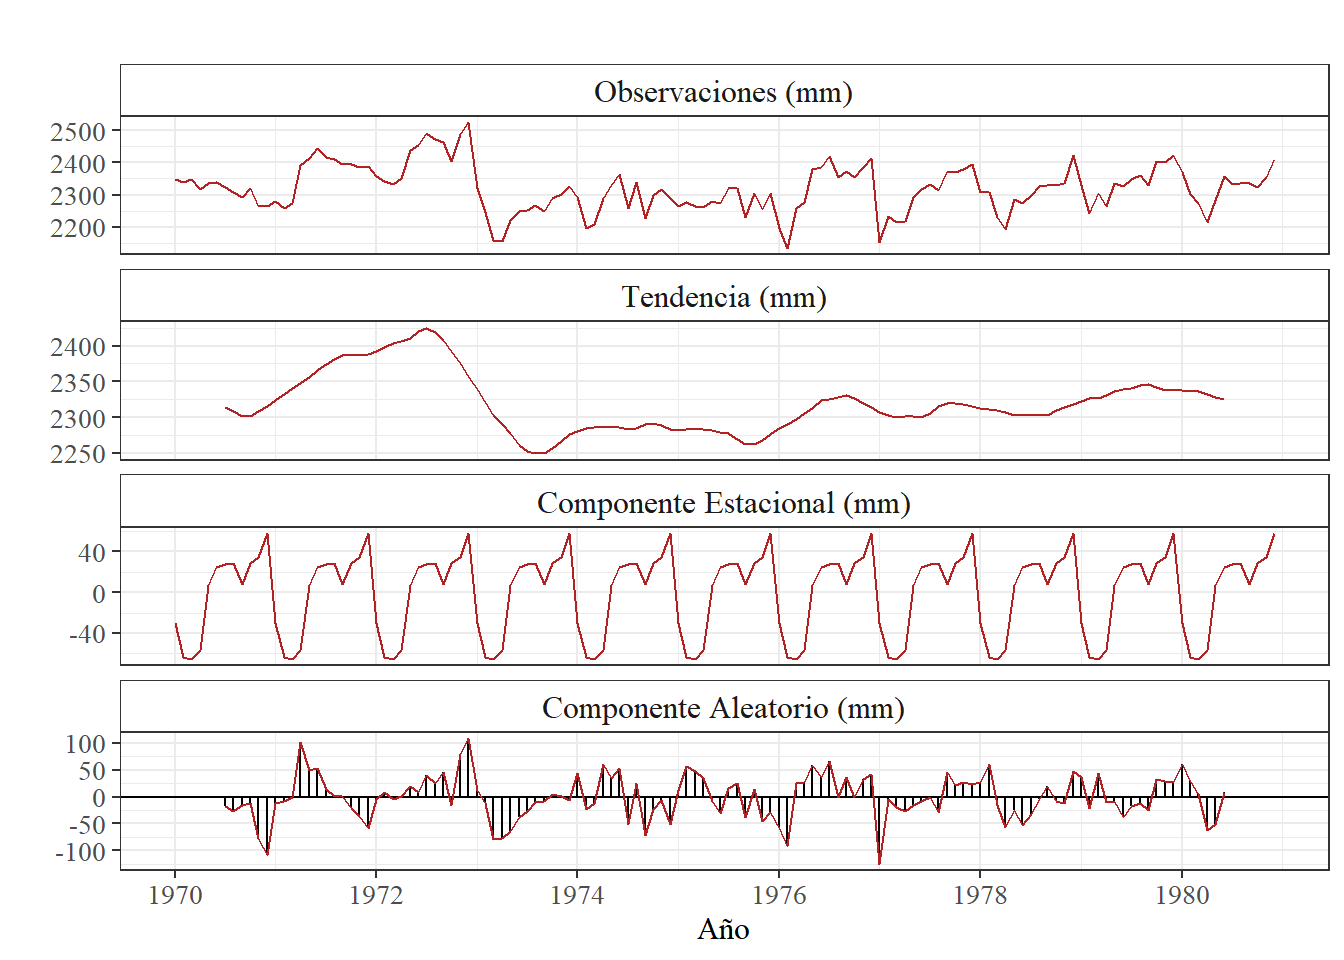 Observaciones (mm)
2500
2400
2300
2200
Tendencia (mm)
2400
2350
2300
2250
Componente Estacional (mm)
40
0
-40
Componente Aleatorio (mm)
100
50
0
-50
-100
1970 1972 1974 1976 1978 1980
Año